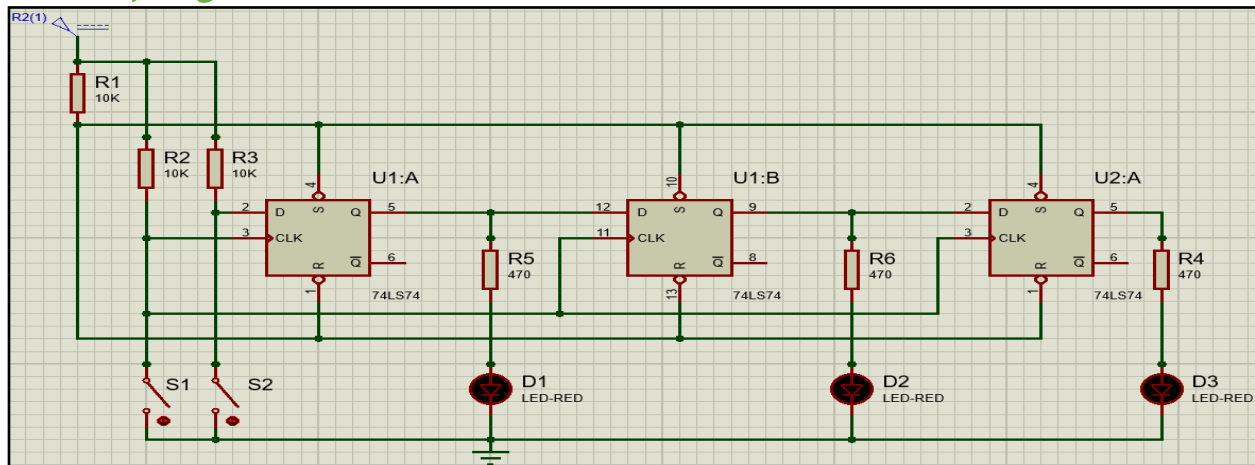 R2(1)
R1
10K
R2
10K
R3
10K
U1:A
4
S
2
D
Q
5
3
CLK
Q
6
R
1
74LS74
U1:B
10
S
12
D
Q
9
11
CLK
Q
8
R
13
74LS74
U2:A
4
S
2
D
Q
5
3
CLK
Q
6
R
1
74LS74
R5
470
R6
470
R4
470
S1
S2
D1
LED-RED
D2
LED-RED
D3
LED-RED